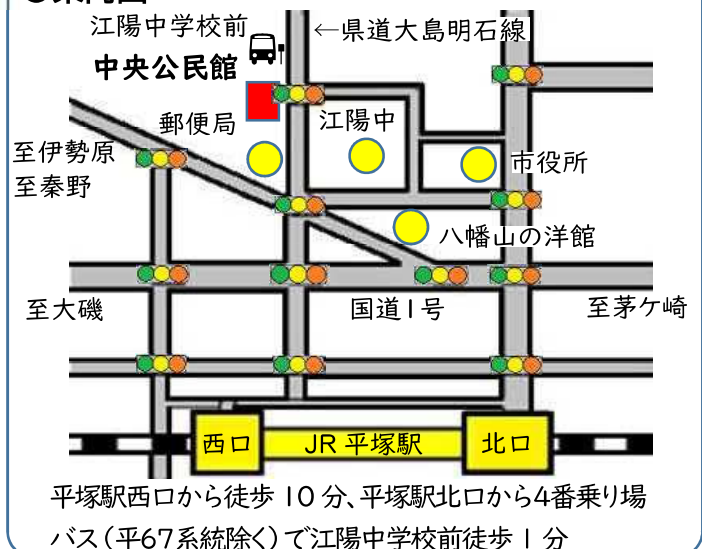 江陽中学校前
←県道大島明石線
中央公民館
郵便局
江陽中
至伊勢原
至秦野
市役所
八幡山の洋館
至大磯
国道1号
至茅ケ崎
西口
JR 平塚駅
北口
平塚駅西口から徒歩 10 分、平塚駅北口から4番乗り場
バス(平67系統除く)で江陽中学校前徒歩 1 分